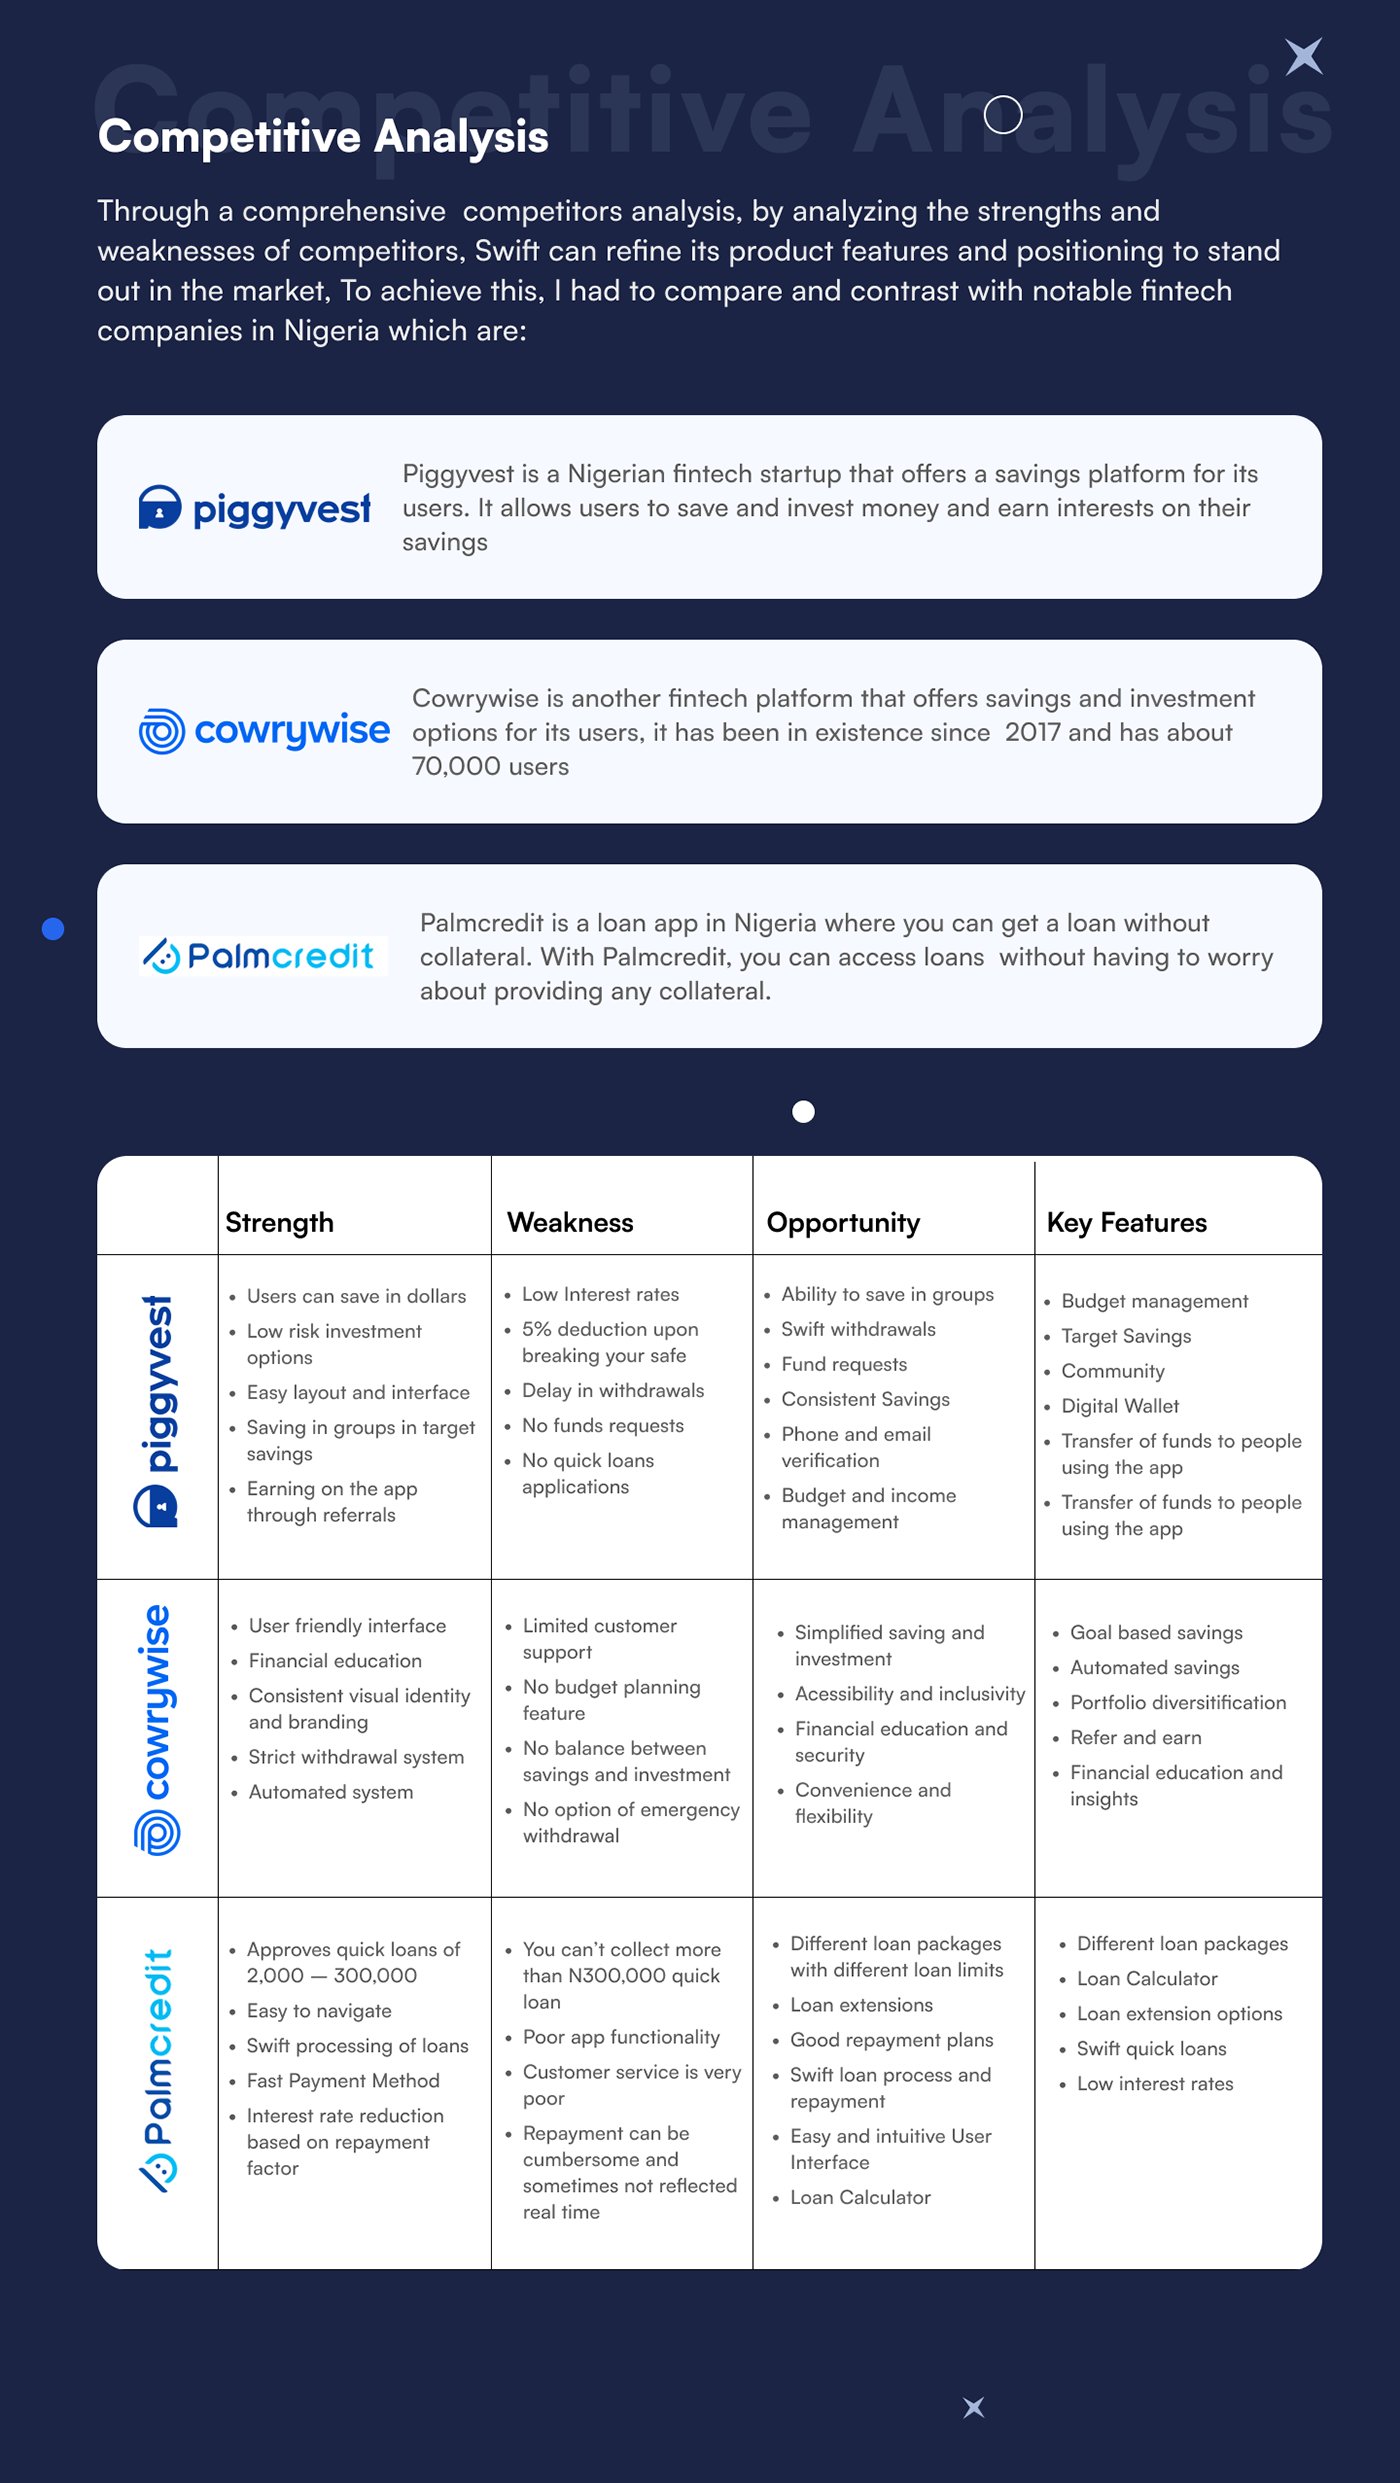 Competitive Analysis
Competitive Analysis
Through a comprehensive  competitors analysis, by analyzing the strengths and
weaknesses of competitors, Swift can refine its product features and positioning to stand
out in the market, To achieve this, I had to compare and contrast with notable fintech
companies in Nigeria which are:
piggyvest
Piggyvest is a Nigerian fintech startup that offers a savings platform for its
users. It allows users to save and invest money and earn interests on their
savings
cowrywise
Cowrywise is another fintech platform that offers savings and investment
options for its users, it has been in existence since  2017 and has about
70,000 users
Palmcredit
Palmcredit is a loan app in Nigeria where you can get a loan without
collateral. With Palmcredit, you can access loans  without having to worry
about providing any collateral.
Strength
Weakness
Opportunity
Key Features
piggyvest
• Users can save in dollars
• Low risk investment
options
• Easy layout and interface
• Saving in groups in target
savings
• Earning on the app
through referrals
• Low Interest rates
• 5% deduction upon
breaking your safe
• Delay in withdrawals
• No funds requests
• No quick loans
applications
• Ability to save in groups
• Swift withdrawals
• Fund requests
• Consistent Savings
• Phone and email
verification
• Budget and income
management
• Budget management
• Target Savings
• Community
• Digital Wallet
• Transfer of funds to people
using the app
• Transfer of funds to people
using the app
cowrywise
• User friendly interface
• Financial education
• Consistent visual identity
and branding
• Strict withdrawal system
• Automated system
• Limited customer
support
• No budget planning
feature
• No balance between
savings and investment
• No option of emergency
withdrawal
• Simplified saving and
investment
• Acessibility and inclusivity
• Financial education and
security
• Convenience and
flexibility
• Goal based savings
• Automated savings
• Portfolio diversitification
• Refer and earn
• Financial education and
insights
Palmcredit
• Approves quick loans of
2,000 – 300,000
• Easy to navigate
• Swift processing of loans
• Fast Payment Method
• Interest rate reduction
based on repayment
factor
• You can’t collect more
than N300,000 quick
loan
• Poor app functionality
• Customer service is very
poor
• Repayment can be
cumbersome and
sometimes not reflected
real time
• Different loan packages
with different loan limits
• Loan extensions
• Good repayment plans
• Swift loan process and
repayment
• Easy and intuitive User
Interface
• Loan Calculator
• Different loan packages
• Loan Calculator
• Loan extension options
• Swift quick loans
• Low interest rates